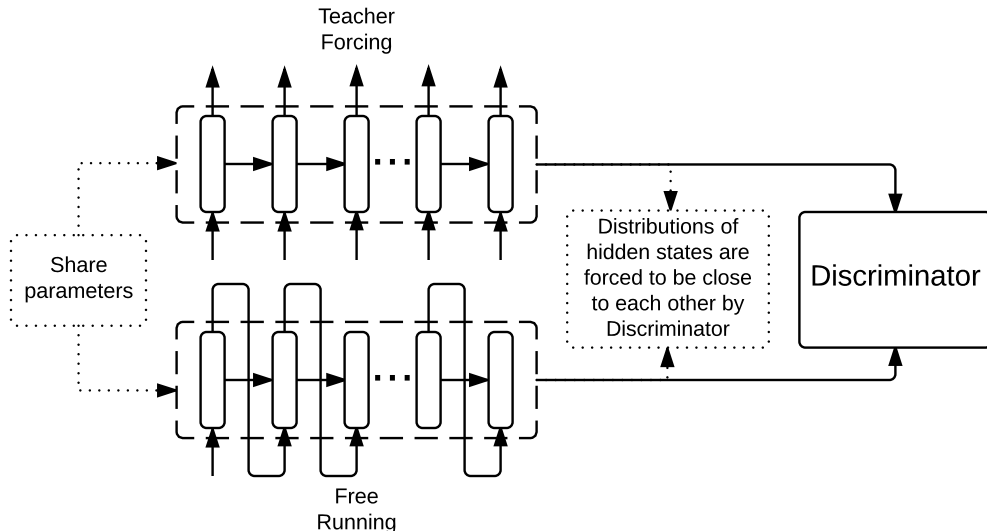 Teacher
Forcing
Share
parameters
Distributions of
hidden states are
forced to be close
to each other by
Discriminator
Discriminator
Free
Running